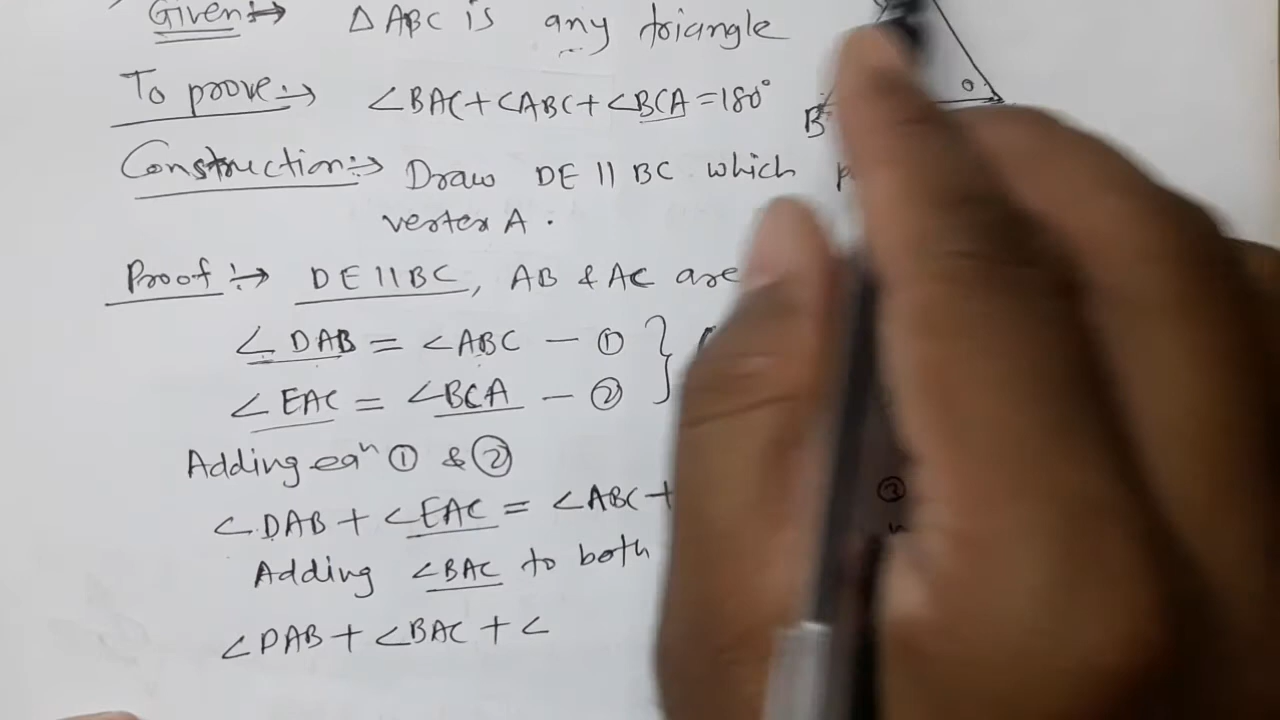 Given :→ △ABC is any triangle
To prove :→ ∠BAC+∠ABC+∠BCA=180°
B
Construction :→ Draw DE || BC which
vertex A.
Proof :→ DE||BC, AB & AC are
∠DAB = ∠ABC – ①
∠EAC = ∠BCA – ②
Adding eqⁿ ① & ②
∠DAB + ∠EAC = ∠ABC+ ③
Adding ∠BAC to both
∠DAB + ∠BAC + ∠